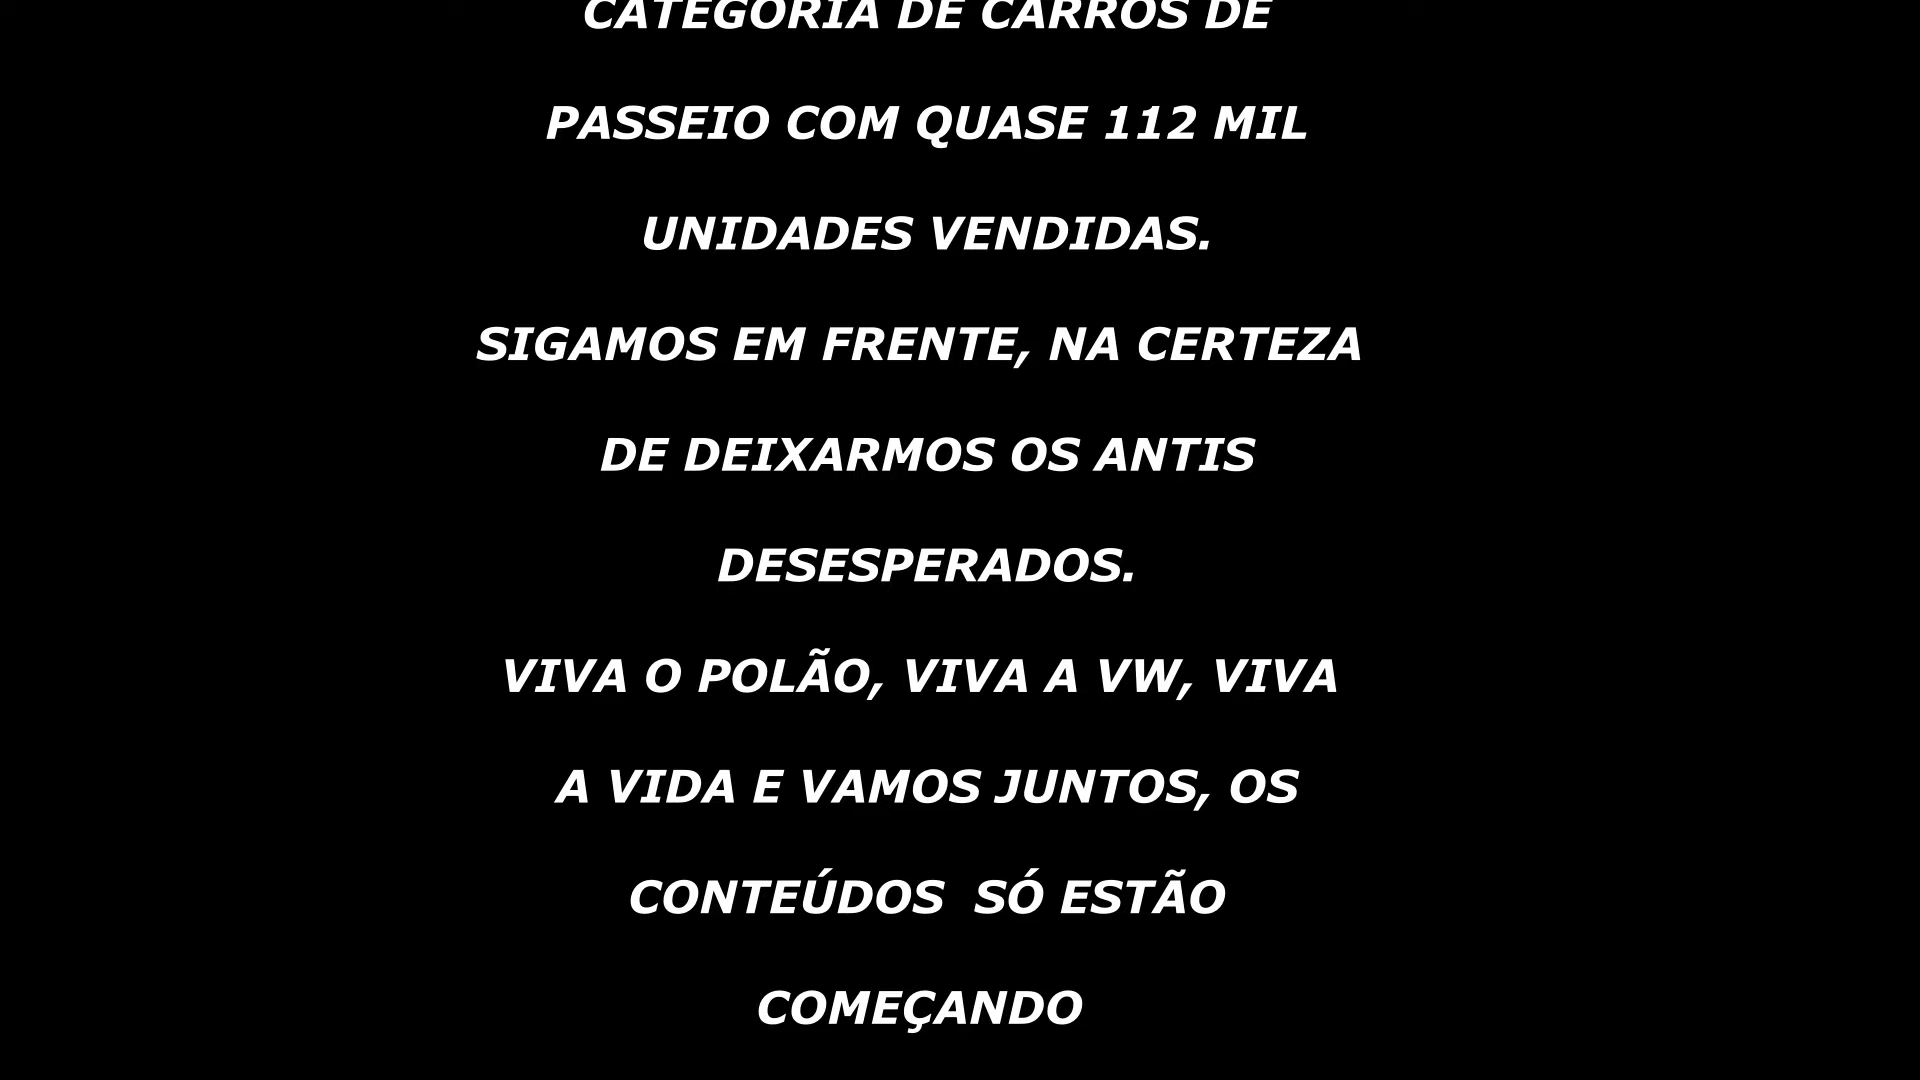 CATEGORIA DE CARROS DE
PASSEIO COM QUASE 112 MIL
UNIDADES VENDIDAS.
SIGAMOS EM FRENTE, NA CERTEZA
DE DEIXARMOS OS ANTIS
DESESPERADOS.
VIVA O POLÃO, VIVA A VW, VIVA
A VIDA E VAMOS JUNTOS, OS
CONTEÚDOS  SÓ ESTÃO
COMEÇANDO